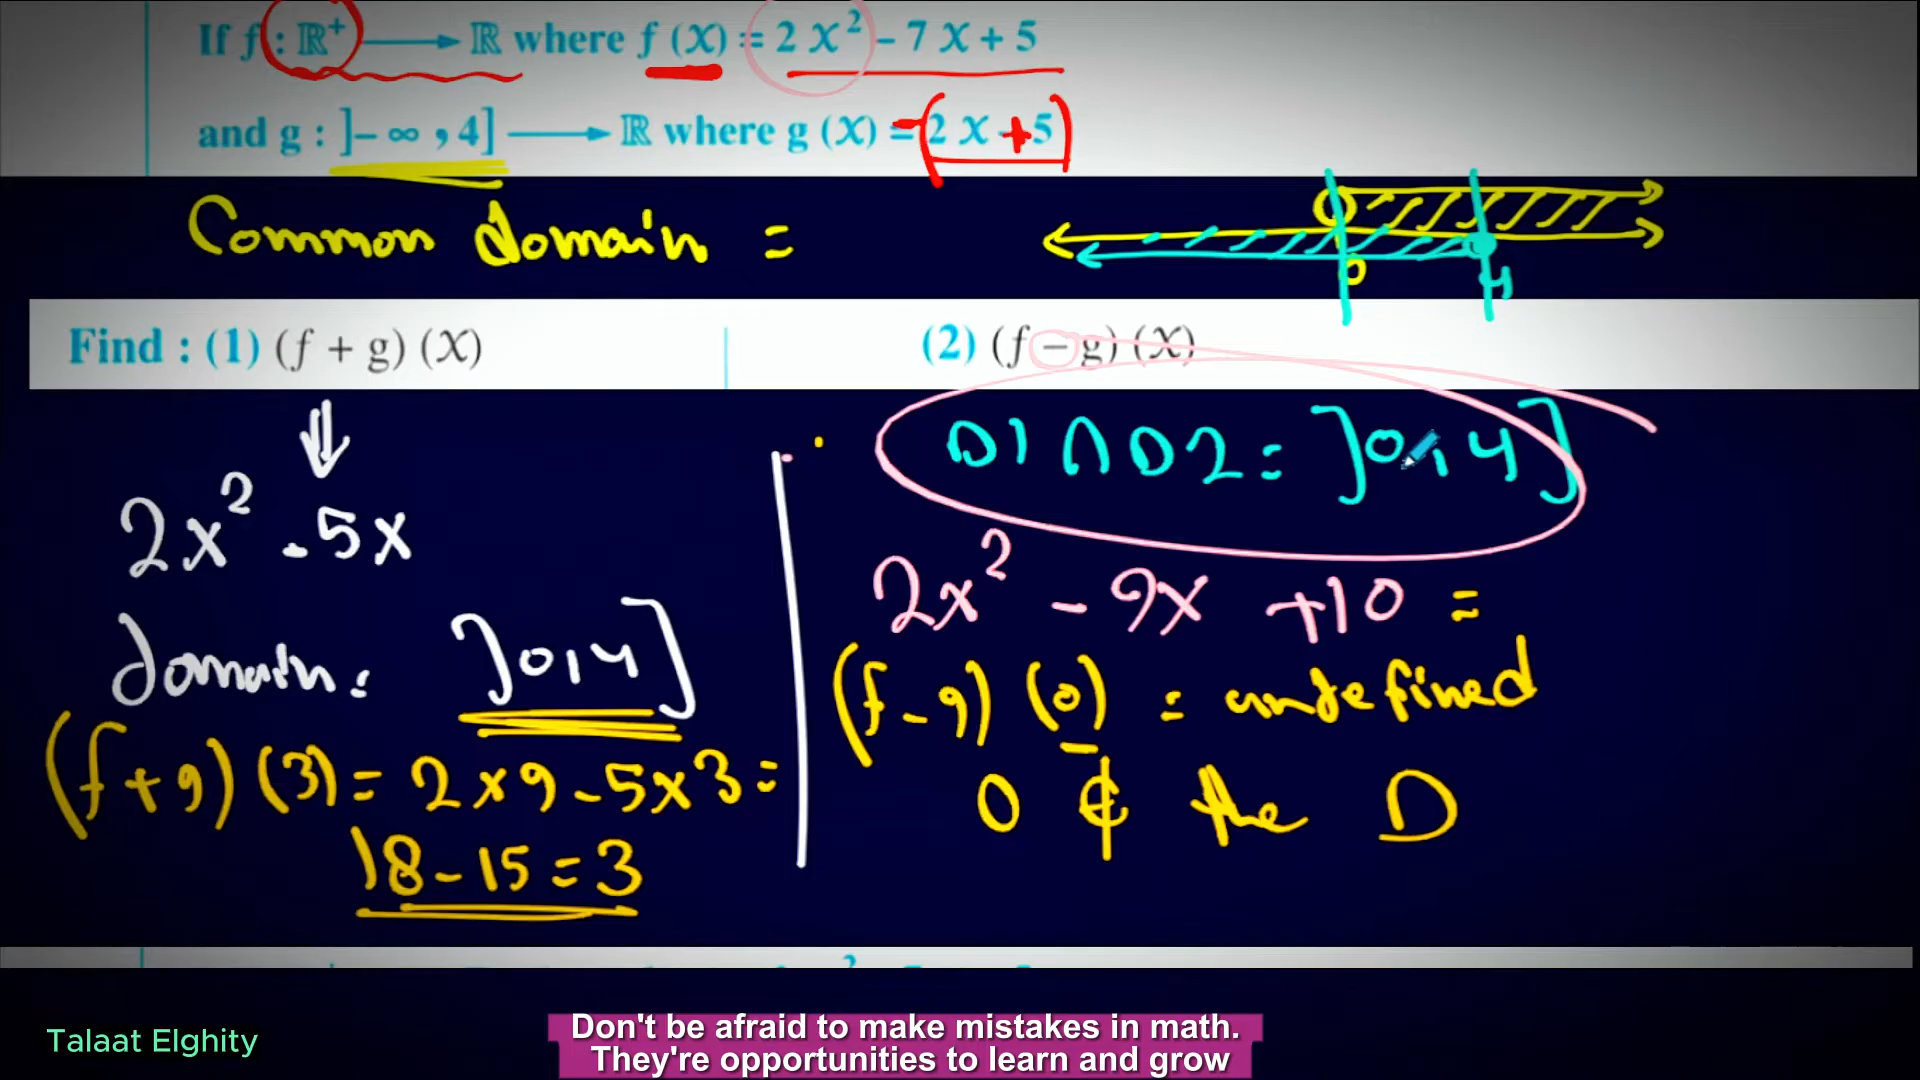 If f : ℝ⁺ ⟶ ℝ where f (X) = 2 X² – 7 X + 5
and g : ]– ∞ , 4] ⟶ ℝ where g (X) = -(2 X + 5)
Common domain =
0 4
Find : (1) (f + g) (X) (2) (f – g) (X)
D1 ∩ D2 = ]0,4]
2x² - 5x
2x² - 9x + 10 =
domain = ]0,4]
(f - g) (0) = undefined
(f + g) (3) = 2 × 9 - 5 × 3 =
0 ∉ the D
18 - 15 = 3
Talaat Elghity
Don't be afraid to make mistakes in math.
They're opportunities to learn and grow